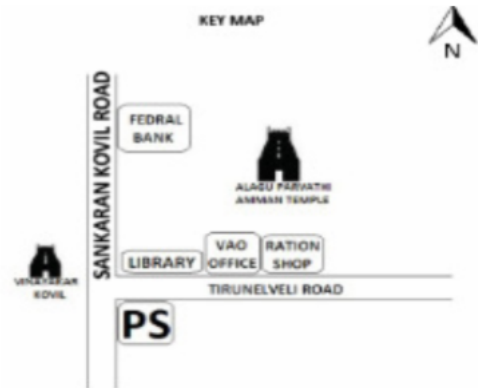 KEY MAP
N
SANKARAN KOVIL ROAD
FEDRAL
BANK
ALAGU PARVATHI
AMMAN TEMPLE
VINAYAKAR
KOVIL
LIBRARY
VAO
OFFICE
RATION
SHOP
TIRUNELVELI ROAD
PS